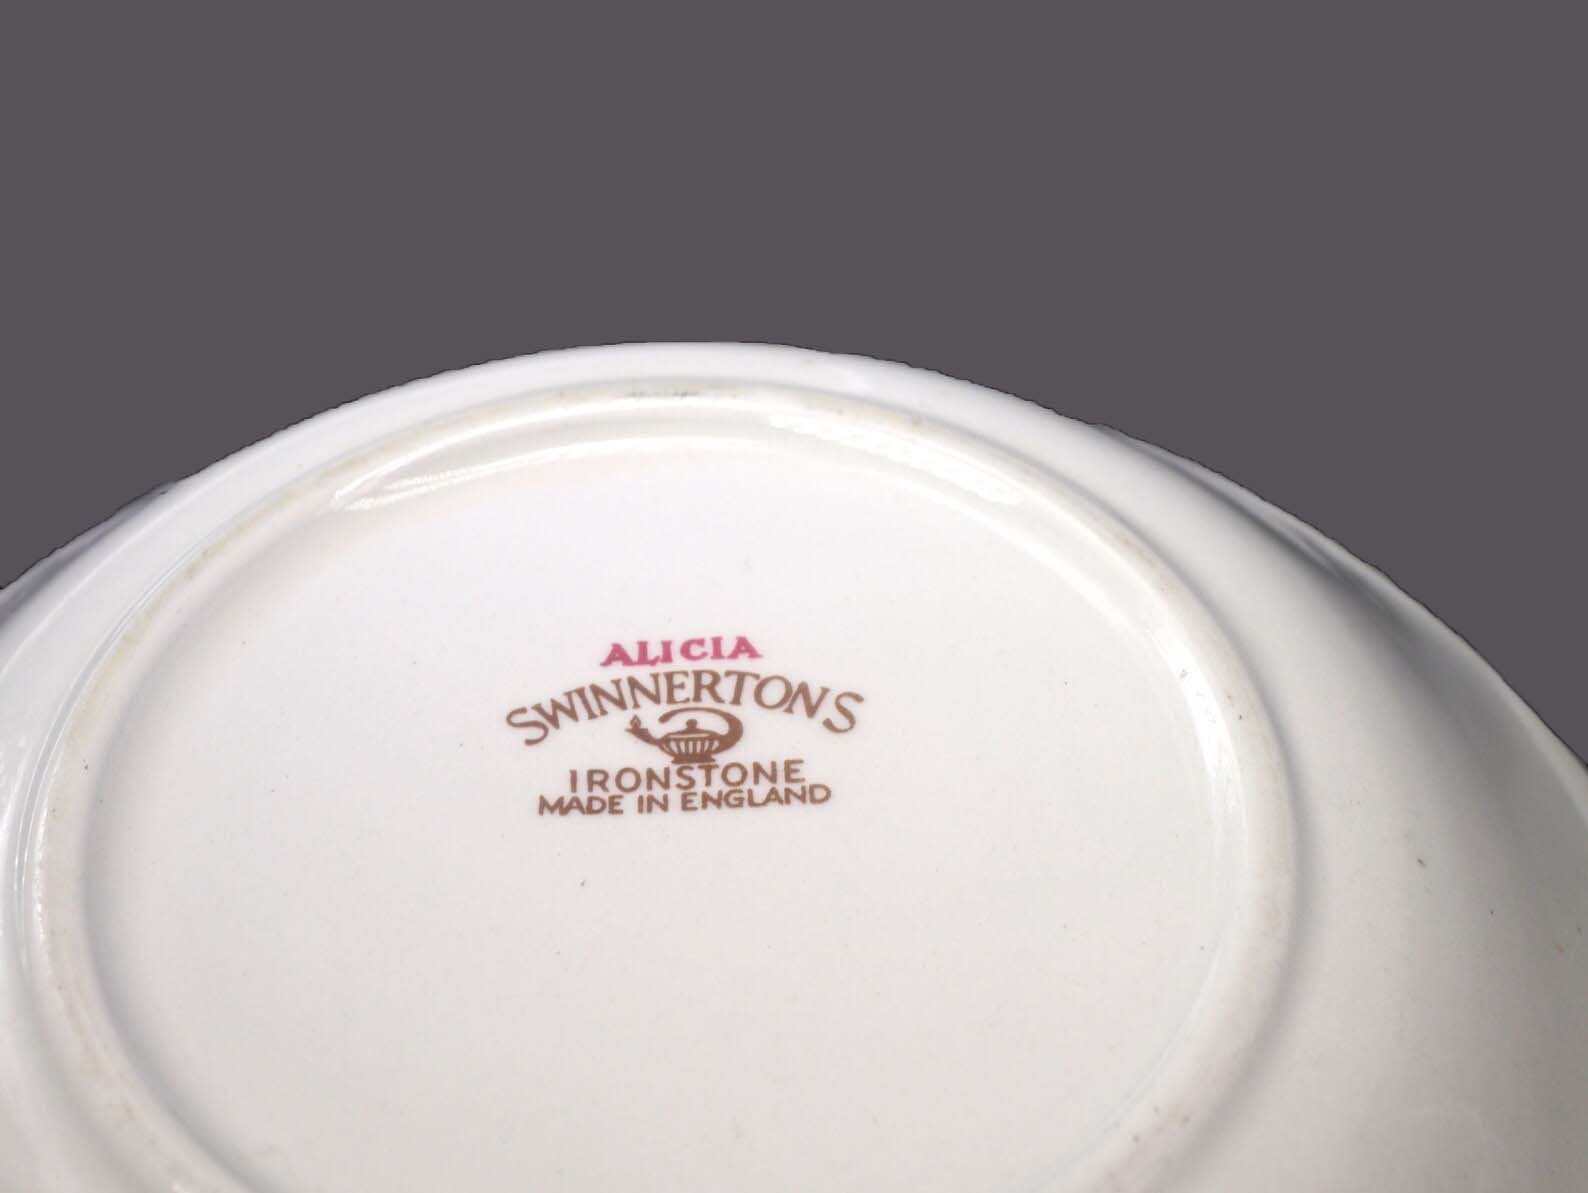 ALICIA
SWINNERTONS
IRONSTONE
MADE IN ENGLAND